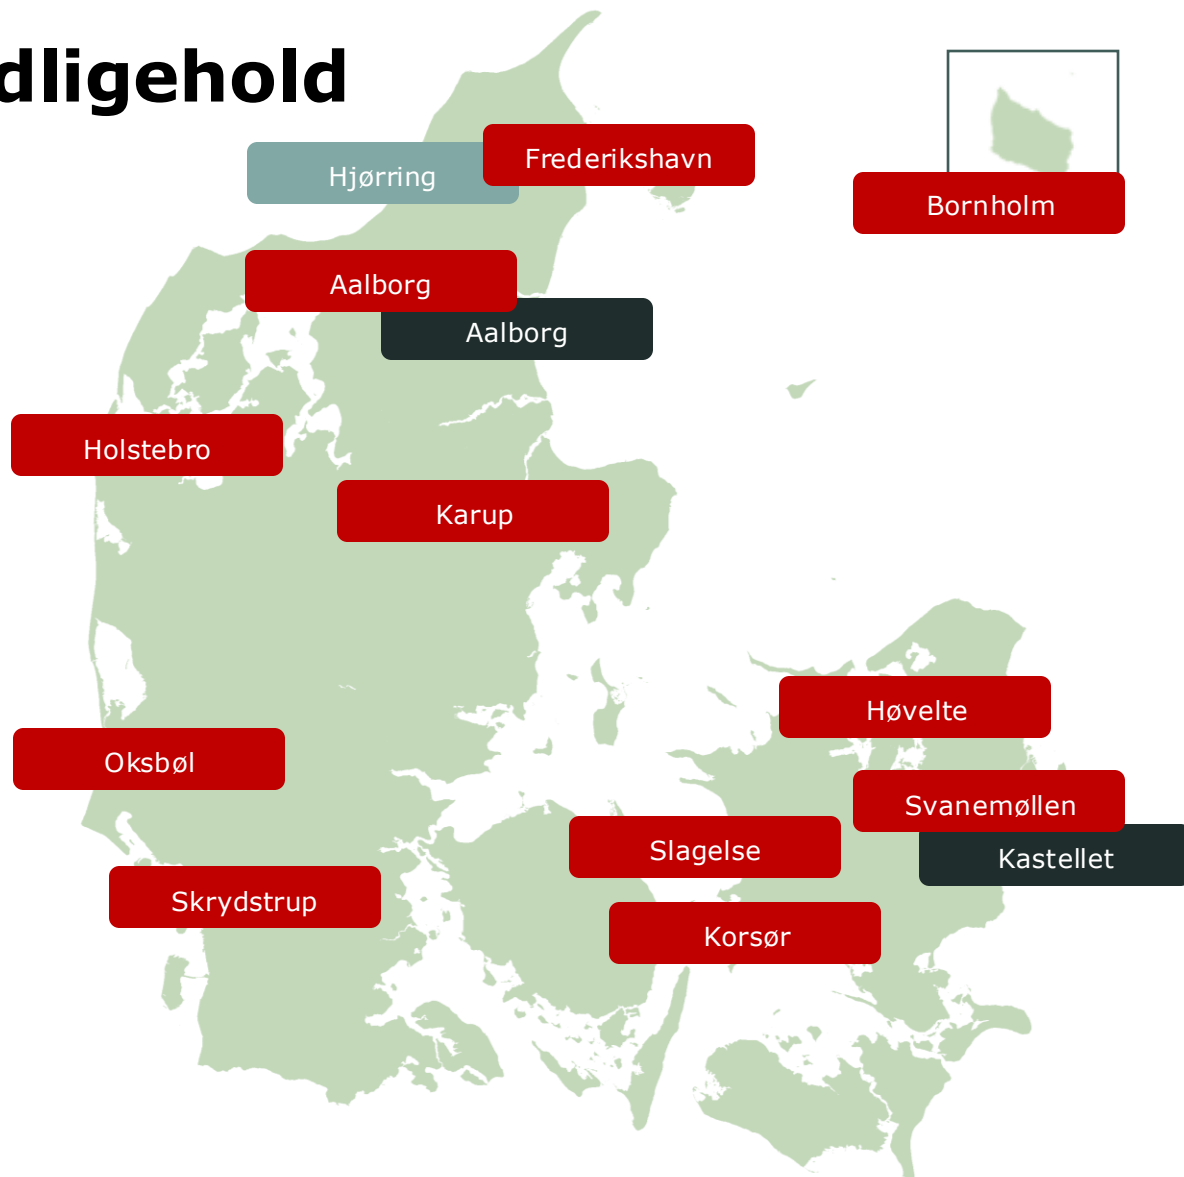 dligehold
Frederikshavn
Hjørring
Bornholm
Aalborg
Aalborg
Holstebro
Karup
Høvelte
Oksbøl
Svanemøllen
Slagelse
Kastellet
Skrydstrup
Korsør